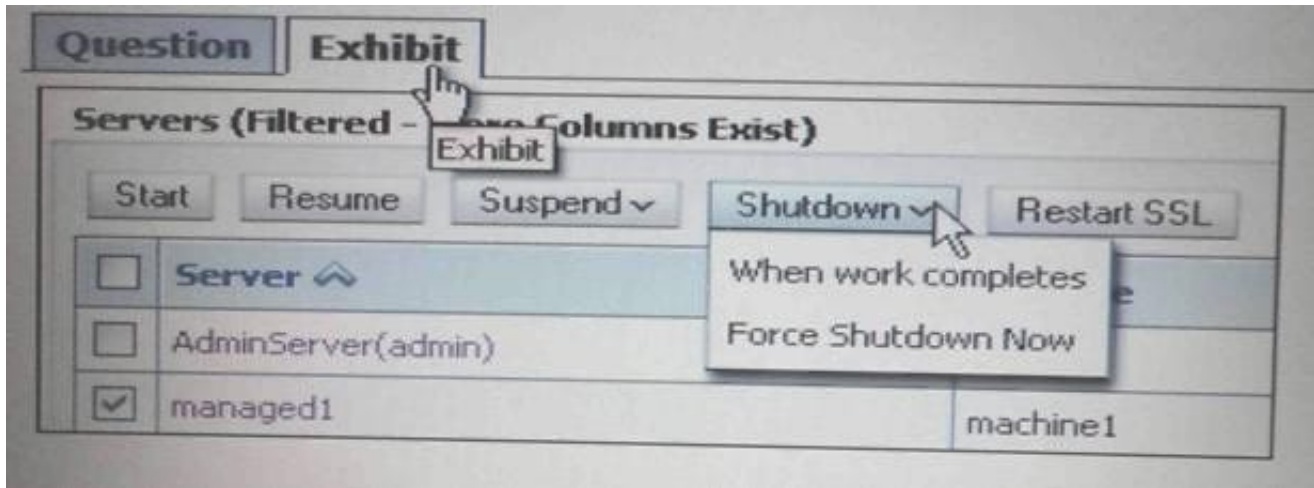 Question Exhibit
Servers (Filtered - Columns Exist)
Exhibit
Start Resume Suspend Shutdown Restart SSL
Server
When work completes
Force Shutdown Now
AdminServer(admin)
managed1 machine1